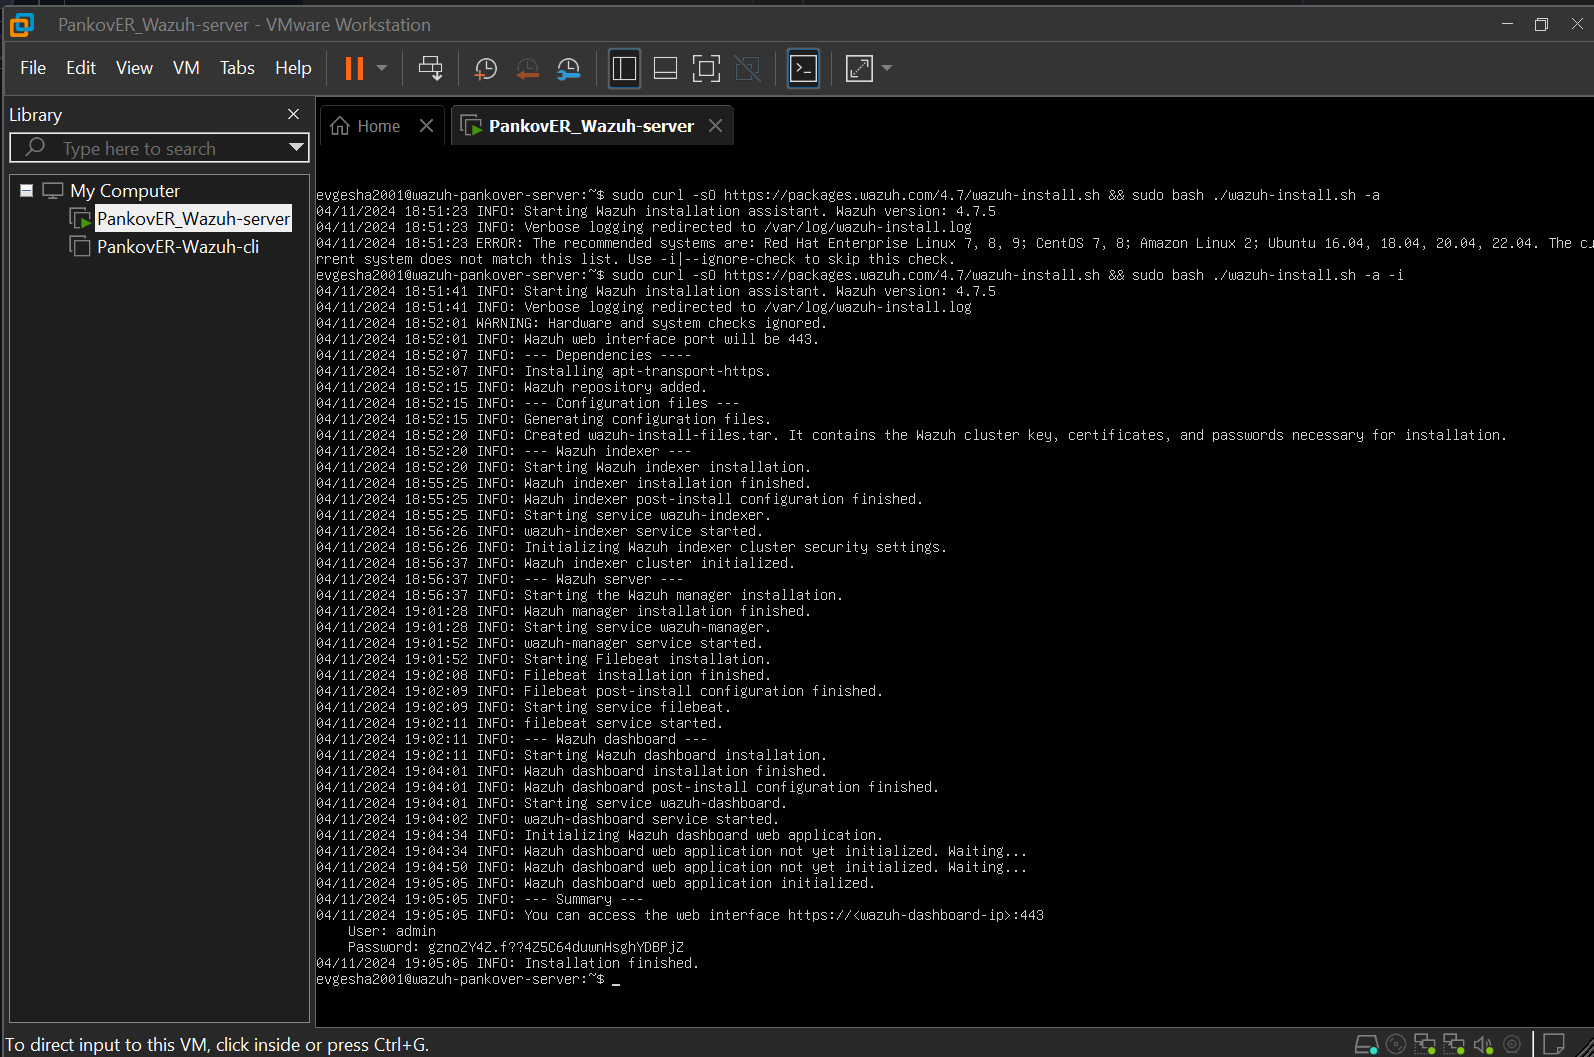 PankovER_Wazuh-server - VMware Workstation
File Edit View VM Tabs Help
Library
Type here to search
My Computer
PankovER_Wazuh-server
PankovER-Wazuh-cli
Home
PankovER_Wazuh-server
evgesha2001@wazuh-pankover-server:~$ sudo curl -sO https://packages.wazuh.com/4.7/wazuh-install.sh && sudo bash ./wazuh-install.sh -a
04/11/2024 18:51:23 INFO: Starting Wazuh installation assistant. Wazuh version: 4.7.5
04/11/2024 18:51:23 INFO: Verbose logging redirected to /var/log/wazuh-install.log
04/11/2024 18:51:23 ERROR: The recommended systems are: Red Hat Enterprise Linux 7, 8, 9; CentOS 7, 8; Amazon Linux 2; Ubuntu 16.04, 18.04, 20.04, 22.04. The cu
rrent system does not match this list. Use -i|--ignore-check to skip this check.
evgesha2001@wazuh-pankover-server:~$ sudo curl -sO https://packages.wazuh.com/4.7/wazuh-install.sh && sudo bash ./wazuh-install.sh -a -i
04/11/2024 18:51:41 INFO: Starting Wazuh installation assistant. Wazuh version: 4.7.5
04/11/2024 18:51:41 INFO: Verbose logging redirected to /var/log/wazuh-install.log
04/11/2024 18:52:01 WARNING: Hardware and system checks ignored.
04/11/2024 18:52:01 INFO: Wazuh web interface port will be 443.
04/11/2024 18:52:07 INFO: --- Dependencies ----
04/11/2024 18:52:07 INFO: Installing apt-transport-https.
04/11/2024 18:52:15 INFO: Wazuh repository added.
04/11/2024 18:52:15 INFO: --- Configuration files ---
04/11/2024 18:52:15 INFO: Generating configuration files.
04/11/2024 18:52:20 INFO: Created wazuh-install-files.tar. It contains the Wazuh cluster key, certificates, and passwords necessary for installation.
04/11/2024 18:52:20 INFO: --- Wazuh indexer ---
04/11/2024 18:52:20 INFO: Starting Wazuh indexer installation.
04/11/2024 18:55:25 INFO: Wazuh indexer installation finished.
04/11/2024 18:55:25 INFO: Wazuh indexer post-install configuration finished.
04/11/2024 18:55:25 INFO: Starting service wazuh-indexer.
04/11/2024 18:56:26 INFO: wazuh-indexer service started.
04/11/2024 18:56:26 INFO: Initializing Wazuh indexer cluster security settings.
04/11/2024 18:56:37 INFO: Wazuh indexer cluster initialized.
04/11/2024 18:56:37 INFO: --- Wazuh server ---
04/11/2024 18:56:37 INFO: Starting the Wazuh manager installation.
04/11/2024 19:01:28 INFO: Wazuh manager installation finished.
04/11/2024 19:01:28 INFO: Starting service wazuh-manager.
04/11/2024 19:01:52 INFO: wazuh-manager service started.
04/11/2024 19:01:52 INFO: Starting Filebeat installation.
04/11/2024 19:02:08 INFO: Filebeat installation finished.
04/11/2024 19:02:09 INFO: Filebeat post-install configuration finished.
04/11/2024 19:02:09 INFO: Starting service filebeat.
04/11/2024 19:02:11 INFO: filebeat service started.
04/11/2024 19:02:11 INFO: --- Wazuh dashboard ---
04/11/2024 19:02:11 INFO: Starting Wazuh dashboard installation.
04/11/2024 19:04:01 INFO: Wazuh dashboard installation finished.
04/11/2024 19:04:01 INFO: Wazuh dashboard post-install configuration finished.
04/11/2024 19:04:01 INFO: Starting service wazuh-dashboard.
04/11/2024 19:04:02 INFO: wazuh-dashboard service started.
04/11/2024 19:04:34 INFO: Initializing Wazuh dashboard web application.
04/11/2024 19:04:34 INFO: Wazuh dashboard web application not yet initialized. Waiting...
04/11/2024 19:04:50 INFO: Wazuh dashboard web application not yet initialized. Waiting...
04/11/2024 19:05:05 INFO: Wazuh dashboard web application initialized.
04/11/2024 19:05:05 INFO: --- Summary ---
04/11/2024 19:05:05 INFO: You can access the web interface https://<wazuh-dashboard-ip>:443
User: admin
Password: gznoZY4Z.f??4Z5C64duwnHsghYDBPjZ
04/11/2024 19:05:05 INFO: Installation finished.
evgesha2001@wazuh-pankover-server:~$ _
To direct input to this VM, click inside or press Ctrl+G.